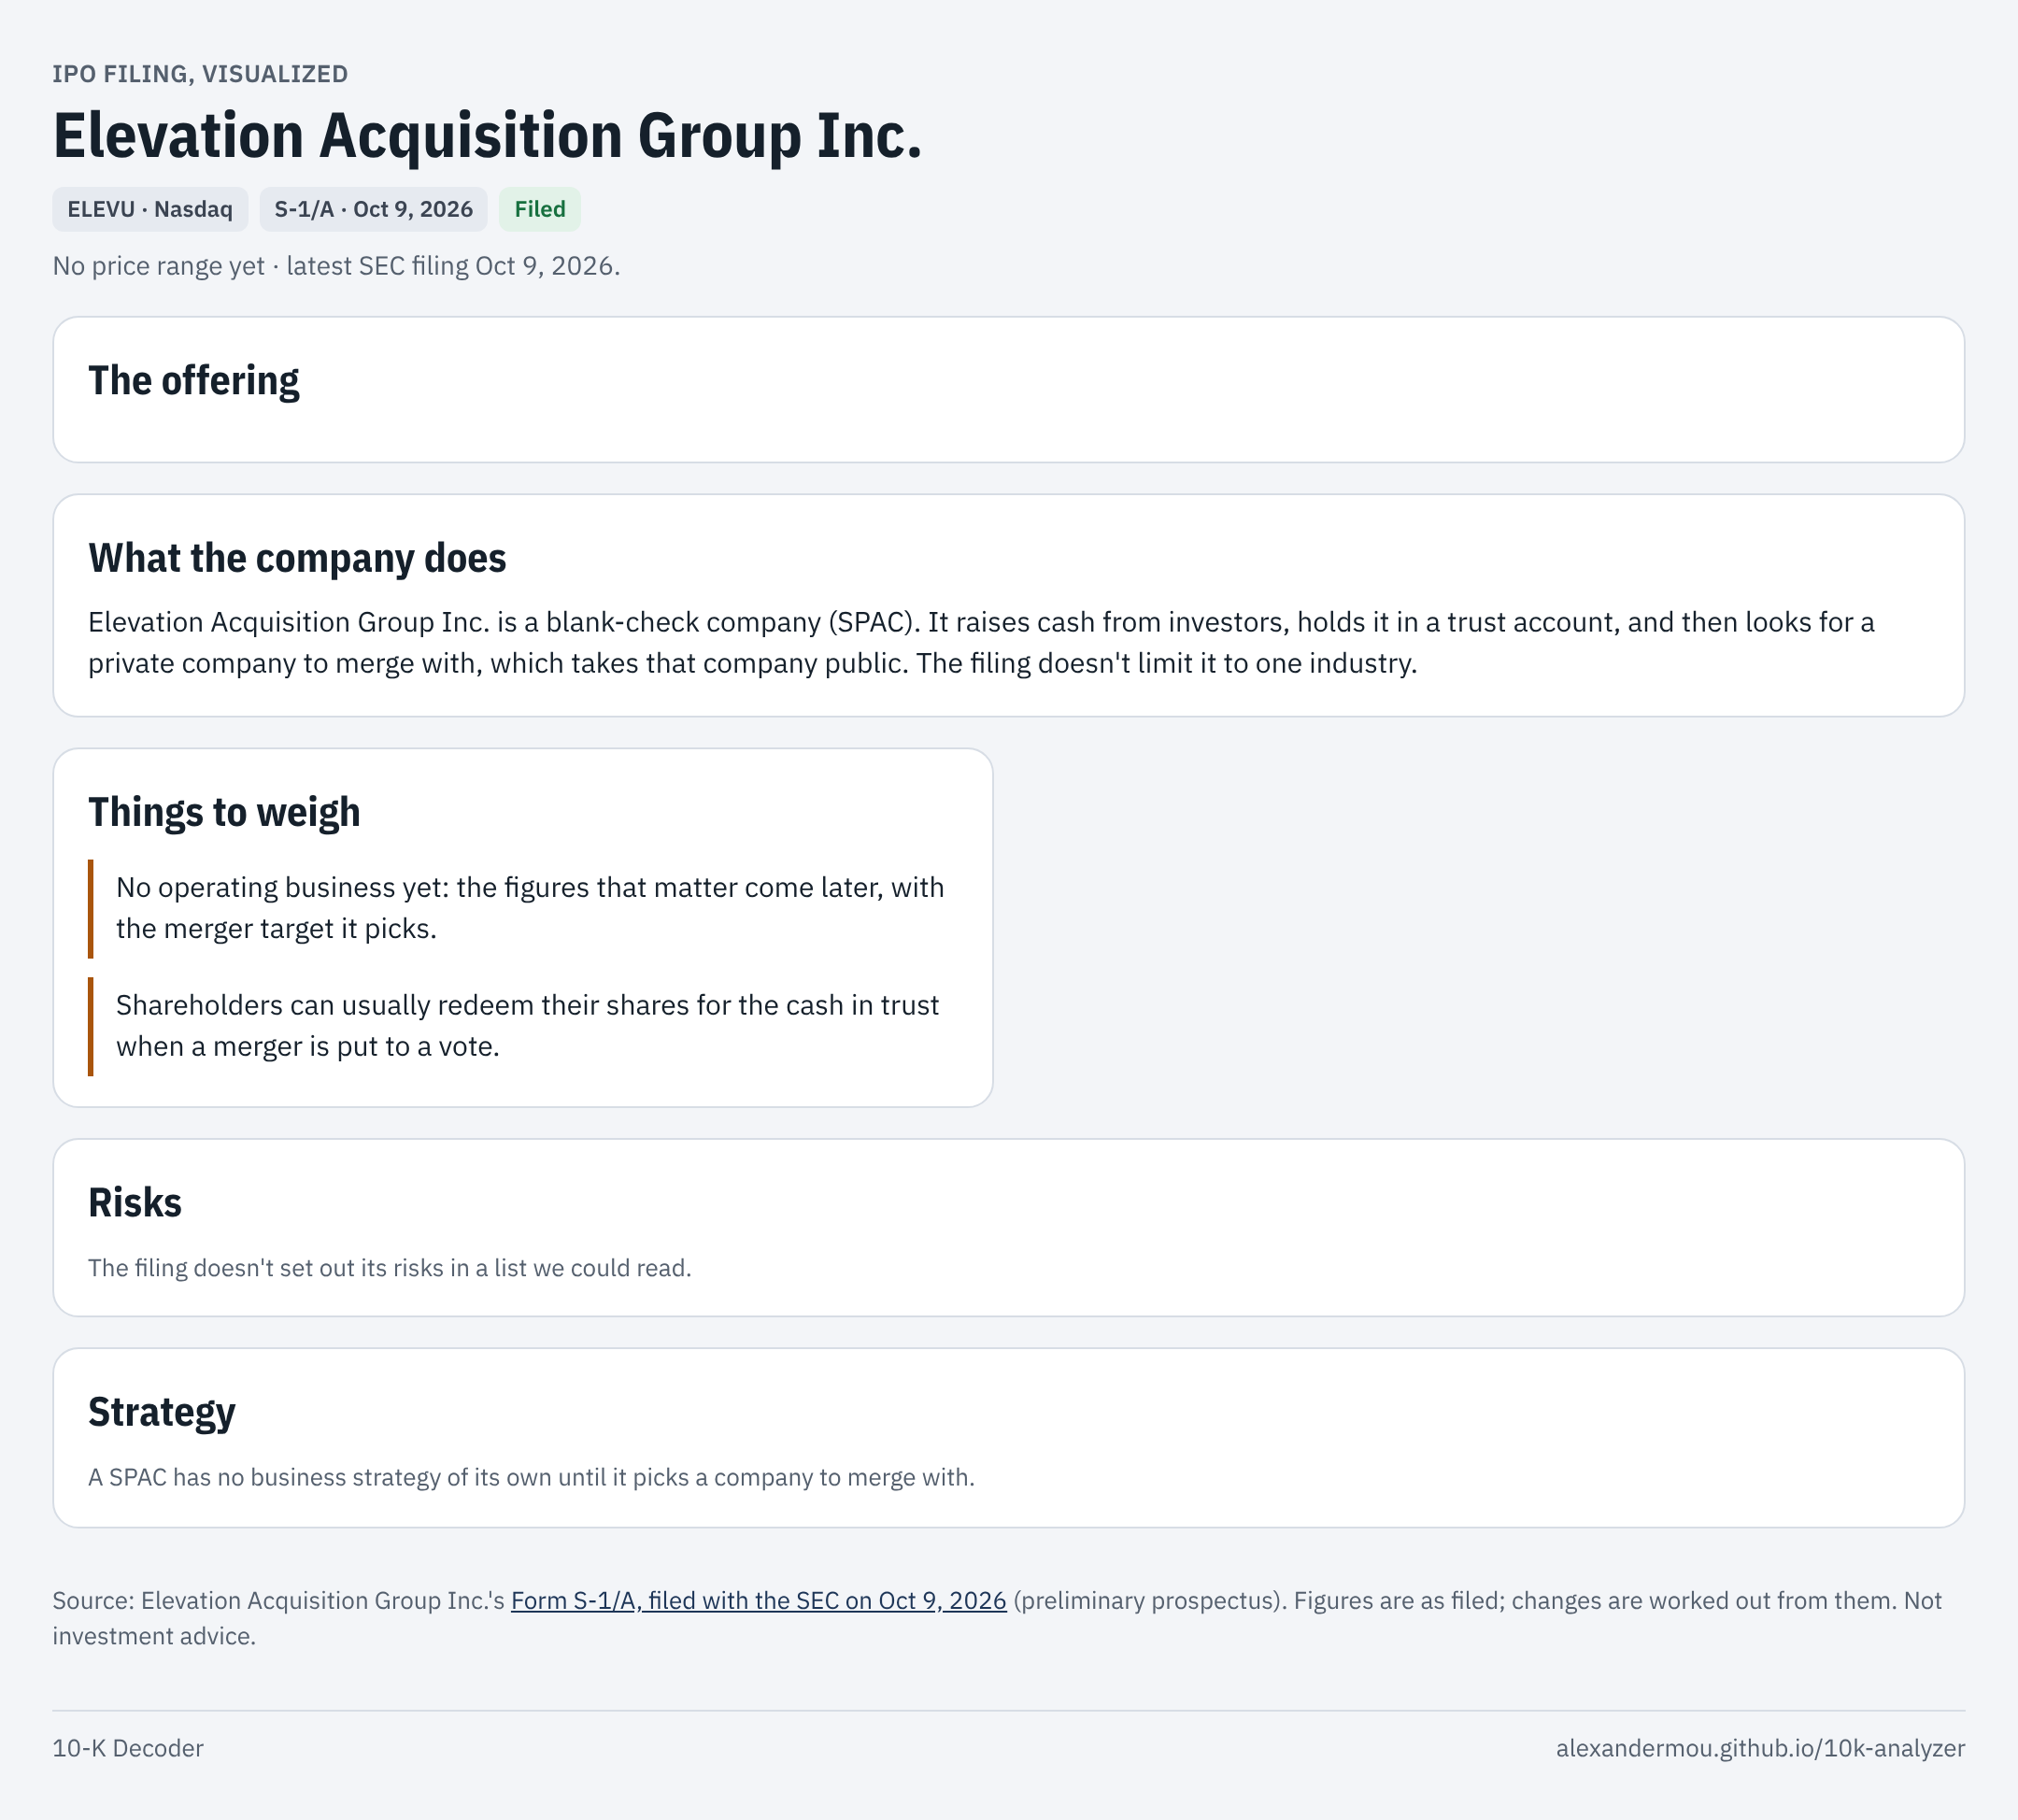 IPO FILING, VISUALIZED
Elevation Acquisition Group Inc.
ELEVU · Nasdaq S-1/A · Oct 9, 2026 Filed
No price range yet · latest SEC filing Oct 9, 2026.
The offering
What the company does
Elevation Acquisition Group Inc. is a blank-check company (SPAC). It raises cash from investors, holds it in a trust account, and then looks for a
private company to merge with, which takes that company public. The filing doesn't limit it to one industry.
Things to weigh
No operating business yet: the figures that matter come later, with
the merger target it picks.
Shareholders can usually redeem their shares for the cash in trust
when a merger is put to a vote.
Risks
The filing doesn't set out its risks in a list we could read.
Strategy
A SPAC has no business strategy of its own until it picks a company to merge with.
Source: Elevation Acquisition Group Inc.'s Form S-1/A, filed with the SEC on Oct 9, 2026 (preliminary prospectus). Figures are as filed; changes are worked out from them. Not
investment advice.
10-K Decoder
alexandermou.github.io/10k-analyzer